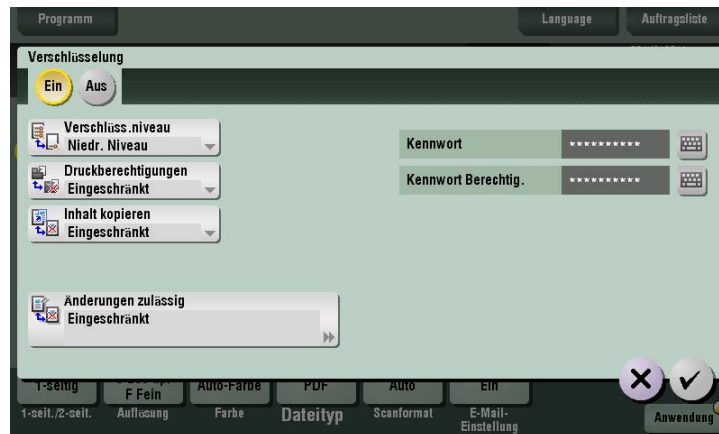 Programm
Language
Auftragsliste
Verschlüsselung
Ein
Aus
Verschlüss.niveau
Niedr. Niveau
Kennwort
**********
Druckberechtigungen
Eingeschränkt
Kennwort Berechtig.
**********
Inhalt kopieren
Eingeschränkt
Änderungen zulässig
Eingeschränkt
1-seitig
F Fein
Auto-Farbe
PDF
Auto
Ein
1-seit./2-seit.
Auflösung
Farbe
Dateityp
Scanformat
E-Mail-
Einstellung
Anwendung